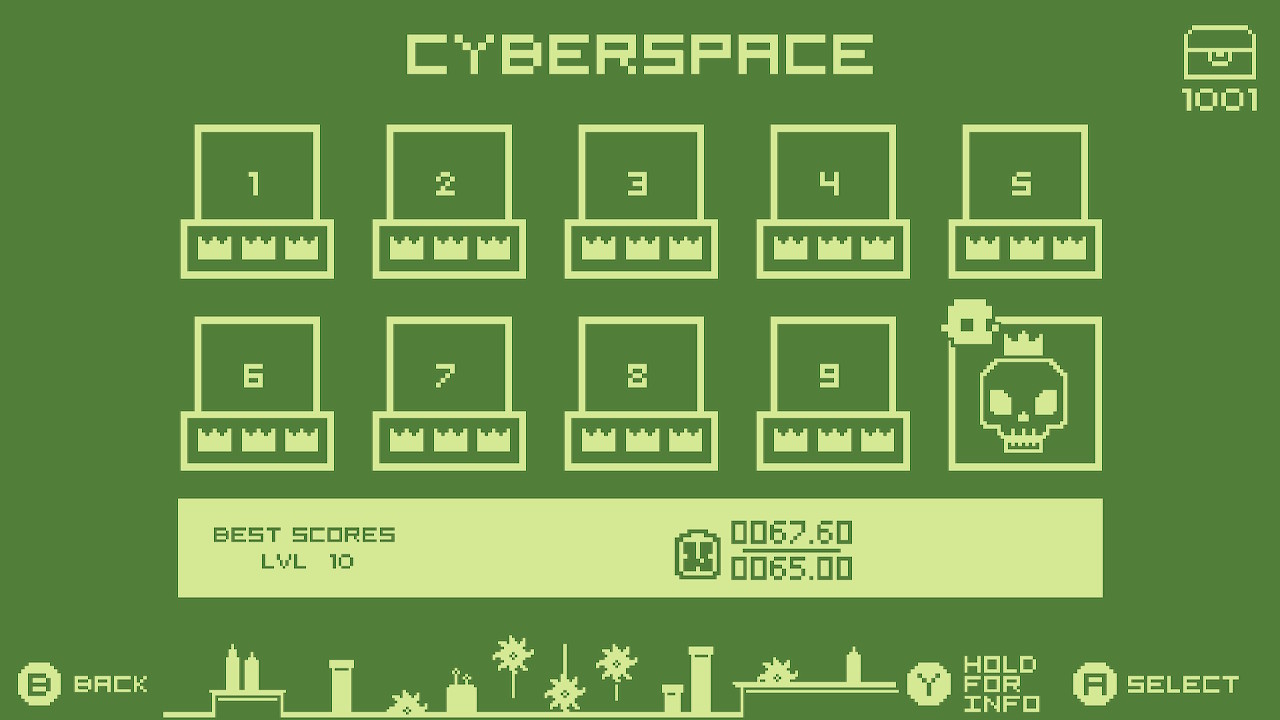 CYBERSPACE
1001
1
2
3
4
5
6
7
8
9
BEST SCORES
LVL 10
0067.60
0065.00
B BACK
Y HOLD
FOR
INFO
A SELECT